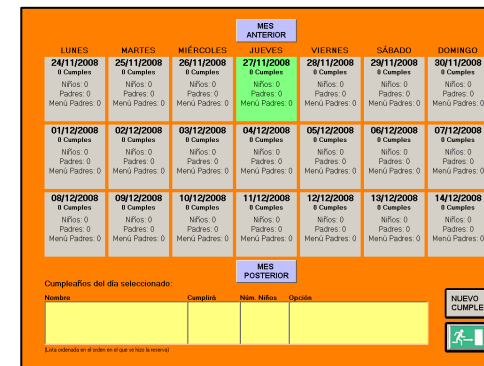 MES
ANTERIOR
LUNES MARTES MIÉRCOLES JUEVES VIERNES SÁBADO DOMINGO
24/11/2008 25/11/2008 26/11/2008 27/11/2008 28/11/2008 29/11/2008 30/11/2008
0 Cumples 0 Cumples 0 Cumples 0 Cumples 0 Cumples 0 Cumples 0 Cumples
Niños: 0 Niños: 0 Niños: 0 Niños: 0 Niños: 0 Niños: 0 Niños: 0
Padres: 0 Padres: 0 Padres: 0 Padres: 0 Padres: 0 Padres: 0 Padres: 0
Menú Padres: 0 Menú Padres: 0 Menú Padres: 0 Menú Padres: 0 Menú Padres: 0 Menú Padres: 0 Menú Padres: 0
01/12/2008 02/12/2008 03/12/2008 04/12/2008 05/12/2008 06/12/2008 07/12/2008
0 Cumples 0 Cumples 0 Cumples 0 Cumples 0 Cumples 0 Cumples 0 Cumples
Niños: 0 Niños: 0 Niños: 0 Niños: 0 Niños: 0 Niños: 0 Niños: 0
Padres: 0 Padres: 0 Padres: 0 Padres: 0 Padres: 0 Padres: 0 Padres: 0
Menú Padres: 0 Menú Padres: 0 Menú Padres: 0 Menú Padres: 0 Menú Padres: 0 Menú Padres: 0 Menú Padres: 0
08/12/2008 09/12/2008 10/12/2008 11/12/2008 12/12/2008 13/12/2008 14/12/2008
0 Cumples 0 Cumples 0 Cumples 0 Cumples 0 Cumples 0 Cumples 0 Cumples
Niños: 0 Niños: 0 Niños: 0 Niños: 0 Niños: 0 Niños: 0 Niños: 0
Padres: 0 Padres: 0 Padres: 0 Padres: 0 Padres: 0 Padres: 0 Padres: 0
Menú Padres: 0 Menú Padres: 0 Menú Padres: 0 Menú Padres: 0 Menú Padres: 0 Menú Padres: 0 Menú Padres: 0
MES
POSTERIOR
Cumpleaños del día seleccionado:
Nombre Cumplirá Núm. Niños Opción
NUEVO
CUMPLE
(Lista ordenada en el orden en el que se hizo la reserva)